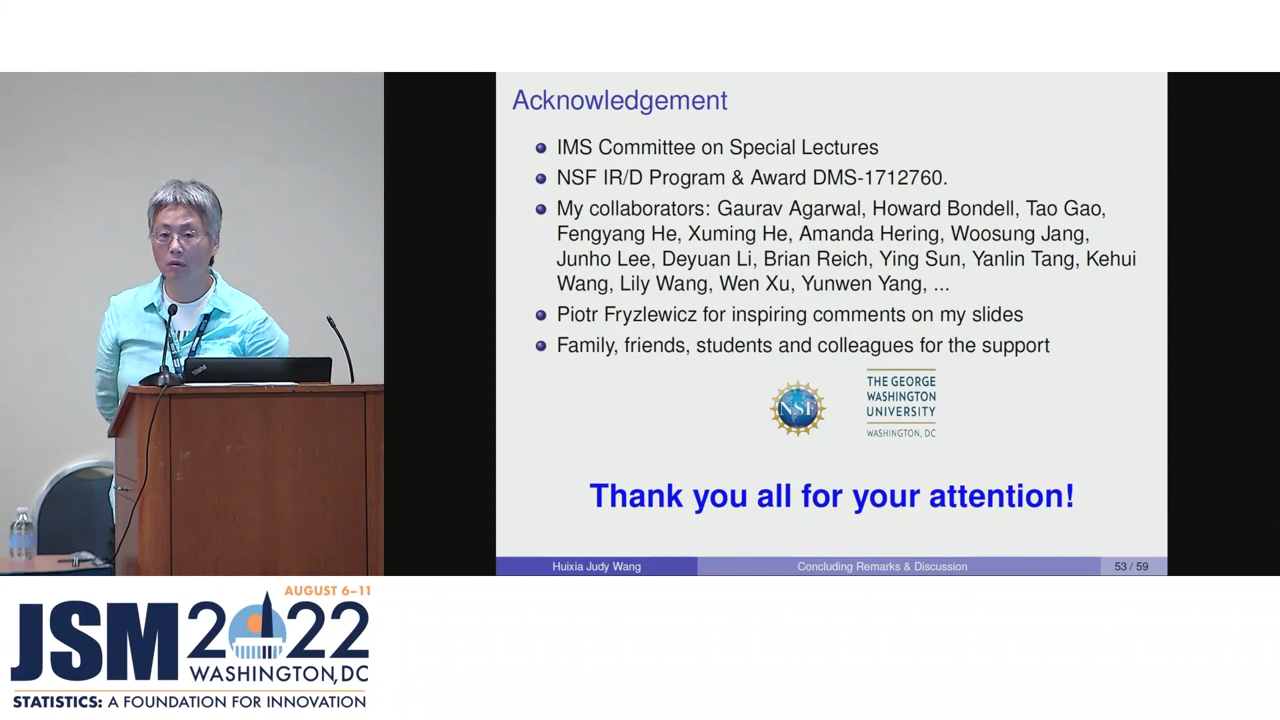 Acknowledgement
IMS Committee on Special Lectures
NSF IR/D Program & Award DMS-1712760.
My collaborators: Gaurav Agarwal, Howard Bondell, Tao Gao,
Fengyang He, Xuming He, Amanda Hering, Woosung Jang,
Junho Lee, Deyuan Li, Brian Reich, Ying Sun, Yanlin Tang, Kehui
Wang, Lily Wang, Wen Xu, Yunwen Yang, ...
Piotr Fryzlewicz for inspiring comments on my slides
Family, friends, students and colleagues for the support
NSF
THE GEORGE
WASHINGTON
UNIVERSITY
WASHINGTON, DC
Thank you all for your attention!
Huixia Judy Wang
Concluding Remarks & Discussion
53 / 59
AUGUST 6–11
JSM 2022
WASHINGTON, DC
STATISTICS: A FOUNDATION FOR INNOVATION